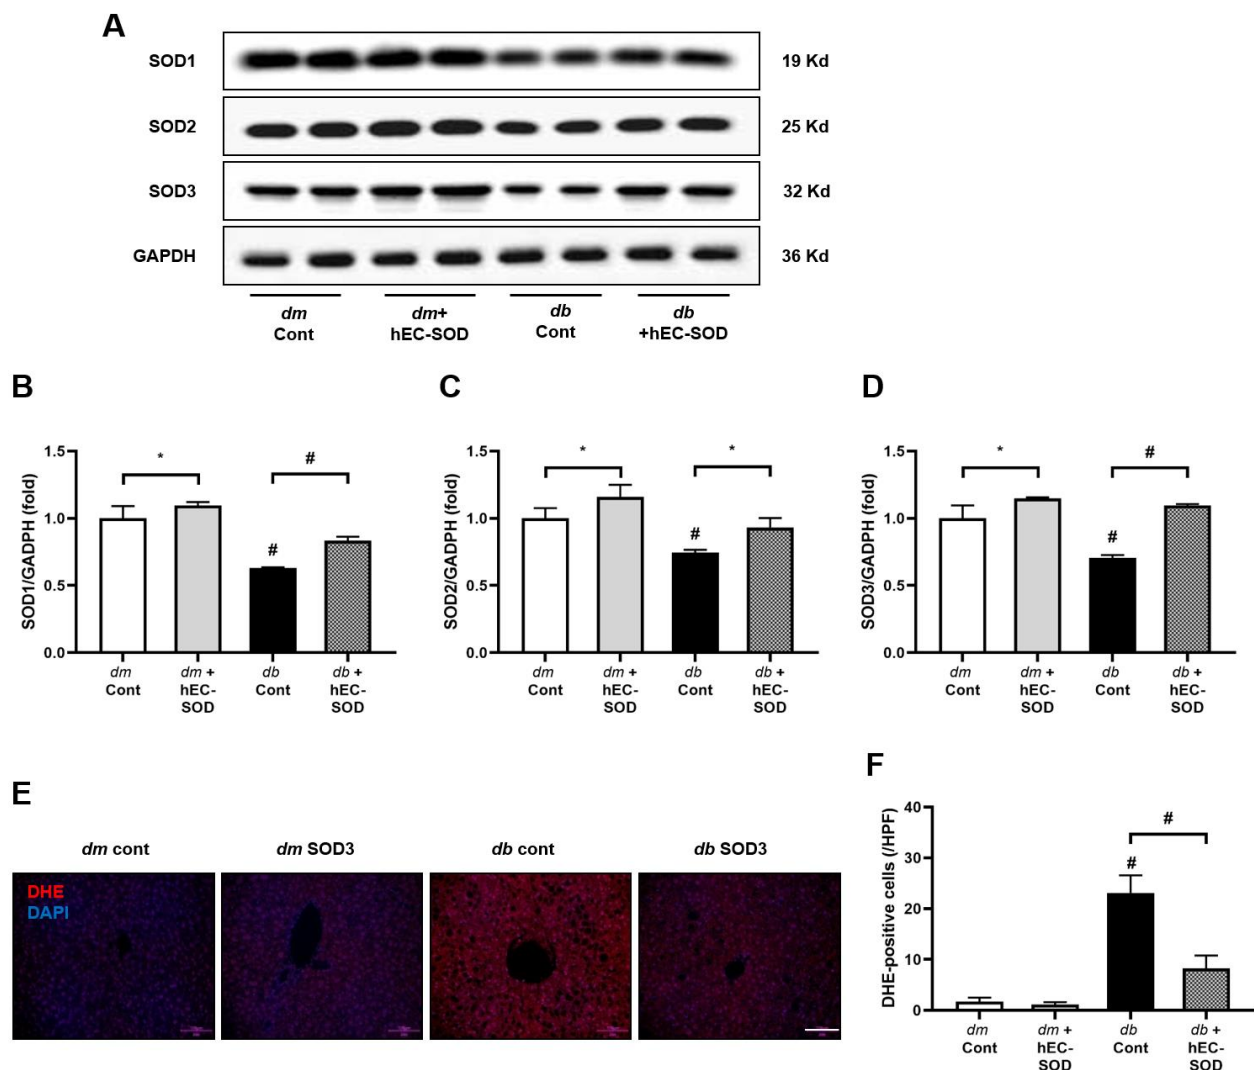 A
SOD1
19 Kd
SOD2
25 Kd
SOD3
32 Kd
GAPDH
36 Kd
dm
Cont
dm+
hEC-SOD
db
Cont
db
+hEC-SOD
B
SOD1/GADPH (fold)
1.5
1.0
0.5
0.0
*
#
#
dm
Cont
dm +
hEC-
SOD
db
Cont
db +
hEC-
SOD
C
SOD2/GADPH (fold)
1.5
1.0
0.5
0.0
*
*
#
dm
Cont
dm +
hEC-
SOD
db
Cont
db +
hEC-
SOD
D
SOD3/GADPH (fold)
1.5
1.0
0.5
0.0
*
#
#
dm
Cont
dm +
hEC-
SOD
db
Cont
db +
hEC-
SOD
E
dm cont
dm SOD3
db cont
db SOD3
DHE
DAPI
F
DHE-positive cells (/HPF)
40
30
20
10
0
#
#
dm
Cont
dm +
hEC-
SOD
db
Cont
db +
hEC-
SOD